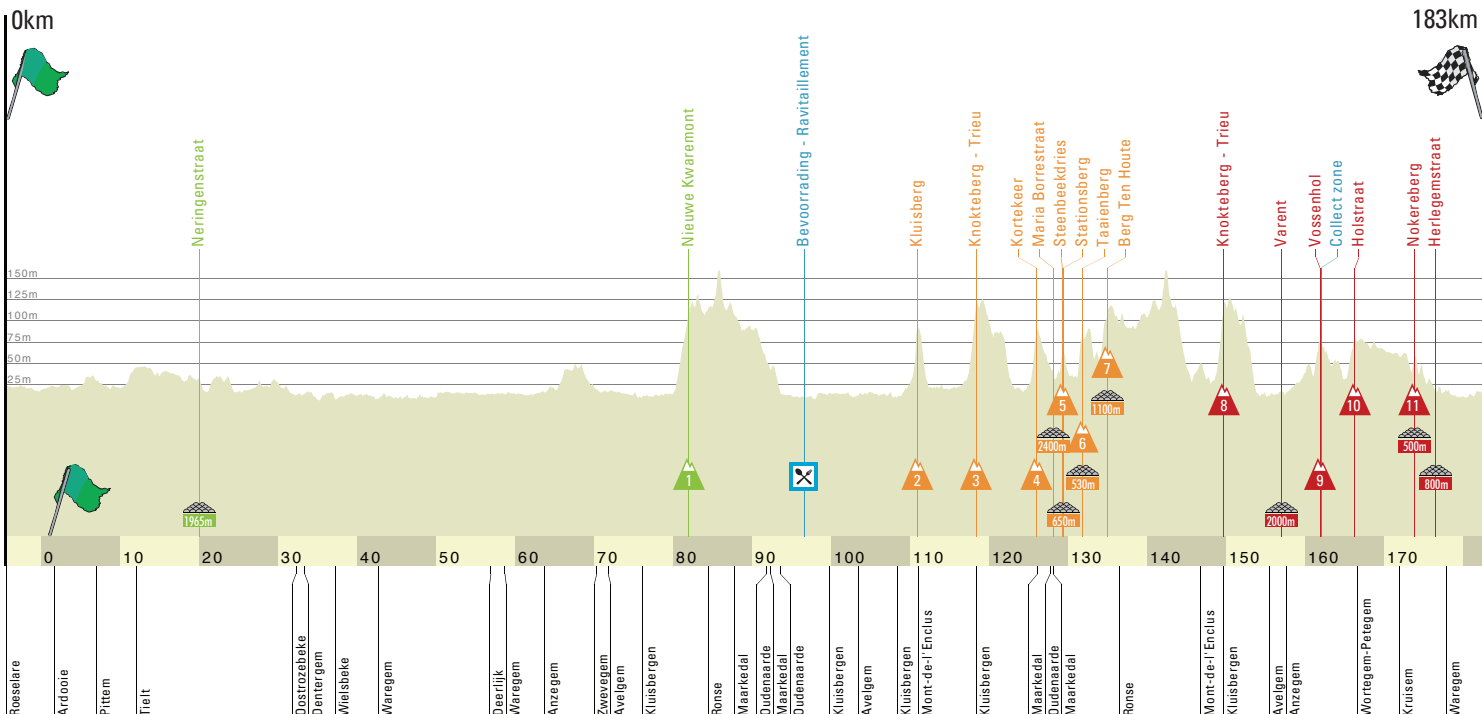 0km
183km
Neringenstraat
Nieuwe Kwaremont
Bevoorrading - Ravitaillement
Kluisberg
Knokteberg - Trieu
Kortekeer
Maria Borrestraat
Steenbeekdries
Stationsberg
Taaienberg
Berg Ten Houte
Knokteberg - Trieu
Varent
Vossenhol
Collect zone
Holstraat
Nokereberg
Herlegemstraat
150m
125m
100m
75m
50m
25m
7
1100m
5
8
10
11
2400m
6
500m
1
2
3
4
530m
9
800m
1965m
650m
2000m
0 10 20 30 40 50 60 70 80 90 100 110 120 130 140 150 160 170
Roeselare
Ardooie
Pittem
Tielt
Oostrozebeke
Dentergem
Wielsbeke
Waregem
Deerlijk
Waregem
Anzegem
Zwevegem
Avelgem
Kluisbergen
Ronse
Maarkedal
Oudenaarde
Maarkedal
Oudenaarde
Kluisbergen
Avelgem
Kluisbergen
Mont-de-l'Enclus
Kluisbergen
Maarkedal
Oudenaarde
Maarkedal
Ronse
Mont-de-l'Enclus
Kluisbergen
Avelgem
Anzegem
Wortegem-Petegem
Kruisem
Waregem